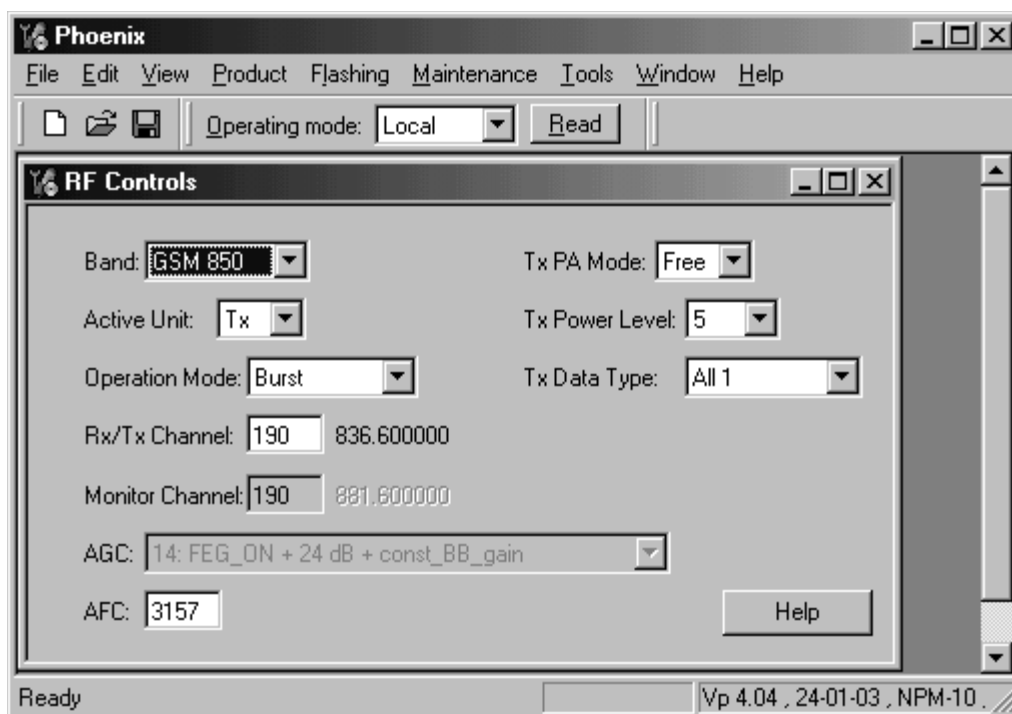 Phoenix
File Edit View Product Flashing Maintenance Tools Window Help
Operating mode: Local Read
RF Controls
Band: GSM 850 Tx PA Mode: Free
Active Unit: Tx Tx Power Level: 5
Operation Mode: Burst Tx Data Type: All 1
Rx/Tx Channel: 190 836.600000
Monitor Channel: 190 881.600000
AGC: 14: FEG_ON + 24 dB + const_BB_gain
AFC: 3157 Help
Ready Vp 4.04 , 24-01-03, NPM-10 .